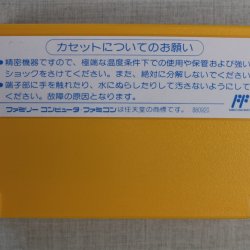 カセットについてのお願い
●精密機器ですので、極端な温度条件下での使用や保管および強い
ショックをさけてください。また、絶対に分解しないでください。
●端子部に手を触れたり、水にぬらしたりして汚さないようにして
ください。故障の原因となります。
ファミリーコンピュータ・ファミコンは任天堂の商標です。 880920
FF